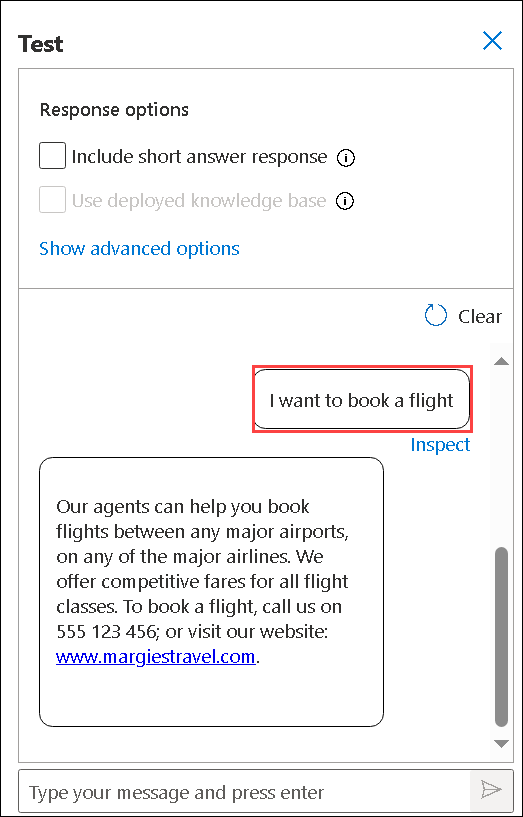 Test
Response options
Include short answer response
Use deployed knowledge base
Show advanced options
Clear
I want to book a flight
Inspect
Our agents can help you book
flights between any major airports,
on any of the major airlines. We
offer competitive fares for all flight
classes. To book a flight, call us on
555 123 456; or visit our website:
www.margiestravel.com.
Type your message and press enter